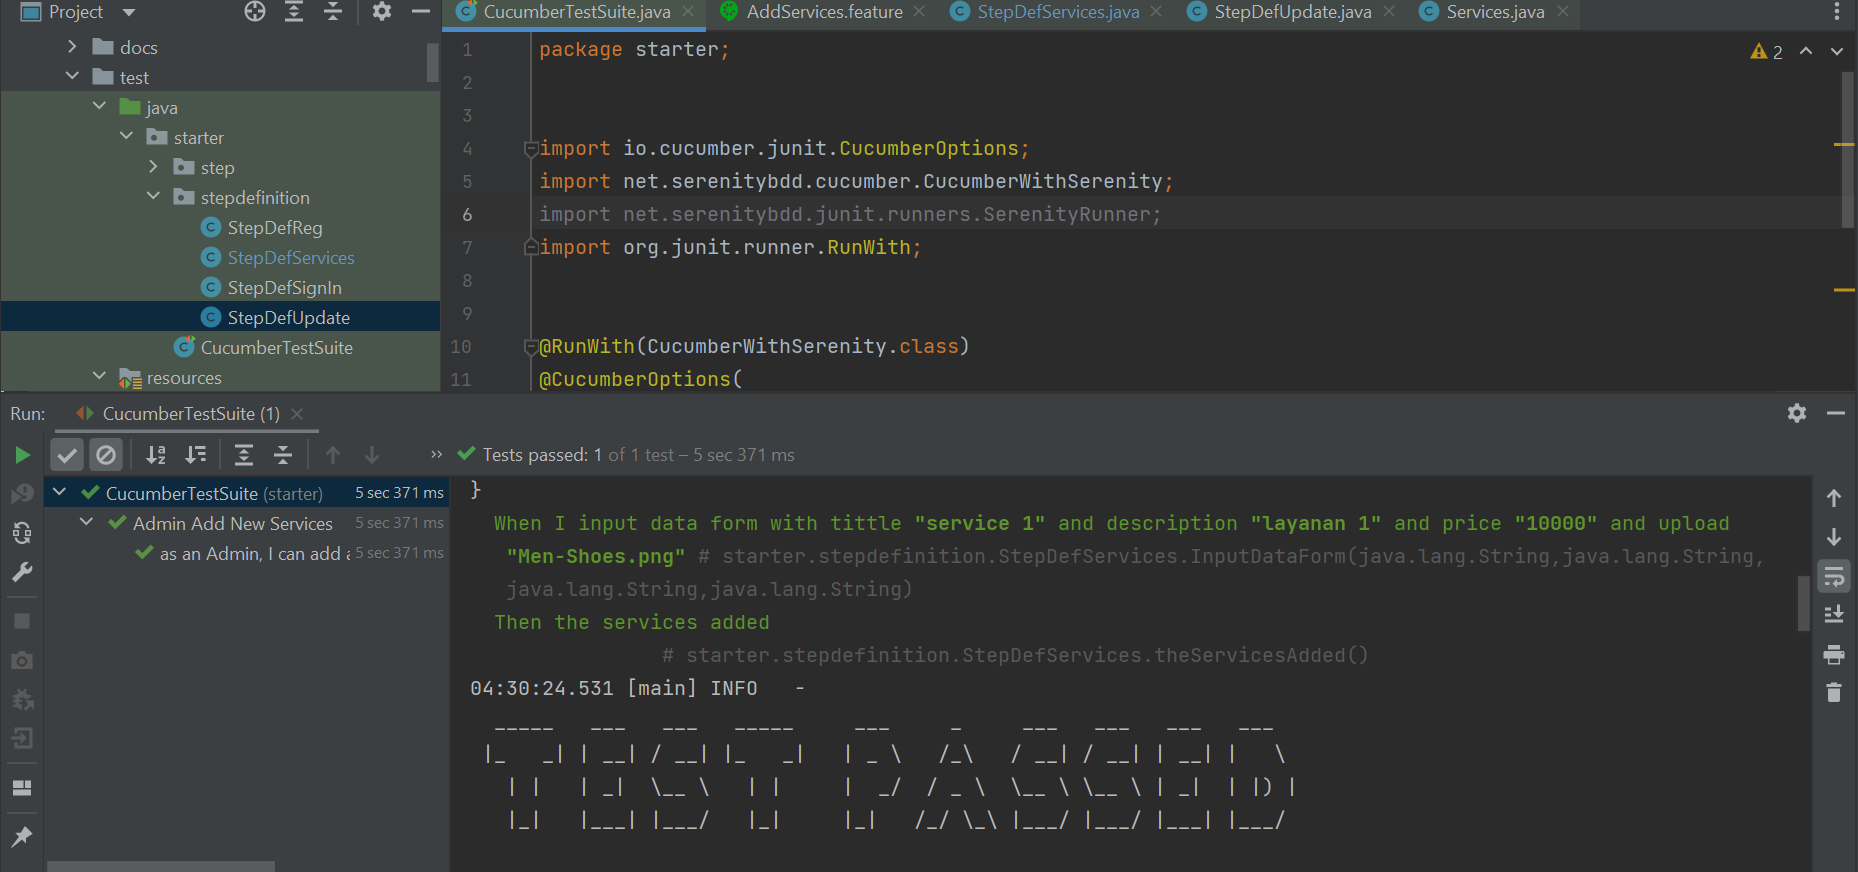 Project
CucumberTestSuite.java
AddServices.feature
StepDefServices.java
StepDefUpdate.java
Services.java
docs
test
java
starter
step
stepdefinition
StepDefReg
StepDefServices
StepDefSignIn
StepDefUpdate
CucumberTestSuite
resources
1 package starter;
2
3
4 import io.cucumber.junit.CucumberOptions;
5 import net.serenitybdd.cucumber.CucumberWithSerenity;
6 import net.serenitybdd.junit.runners.SerenityRunner;
7 import org.junit.runner.RunWith;
8
9
10 @RunWith(CucumberWithSerenity.class)
11 @CucumberOptions(
2
Run: CucumberTestSuite (1)
Tests passed: 1 of 1 test – 5 sec 371 ms
CucumberTestSuite (starter) 5 sec 371 ms
Admin Add New Services 5 sec 371 ms
as an Admin, I can add 5 sec 371 ms
}
When I input data form with tittle "service 1" and description "layanan 1" and price "10000" and upload
"Men-Shoes.png" # starter.stepdefinition.StepDefServices.InputDataForm(java.lang.String,java.lang.String,
java.lang.String,java.lang.String)
Then the services added
# starter.stepdefinition.StepDefServices.theServicesAdded()
04:30:24.531 [main] INFO -
TEST PASSED